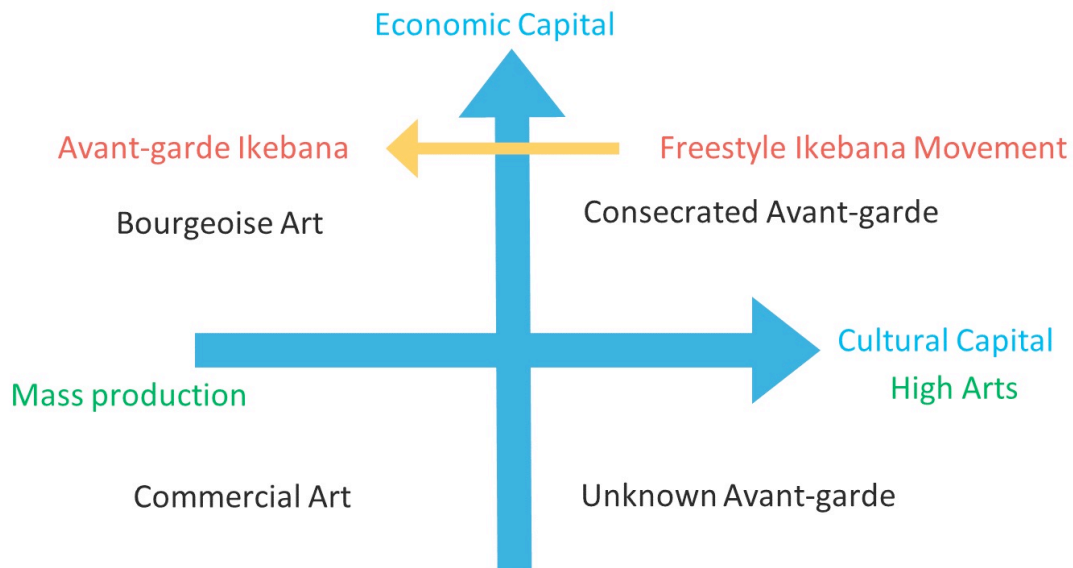 Economic Capital
Avant-garde Ikebana
Freestyle Ikebana Movement
Bourgeoise Art
Consecrated Avant-garde
Cultural Capital
Mass production
High Arts
Commercial Art
Unknown Avant-garde